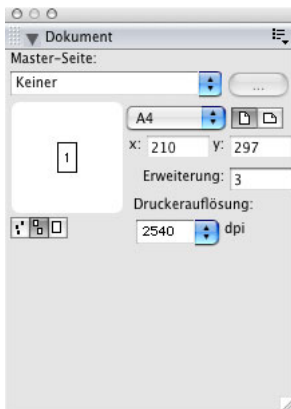 Dokument
Master-Seite:
Keiner
...
A4
x: 210 y: 297
1
Erweiterung: 3
Druckerauflösung:
2540 dpi